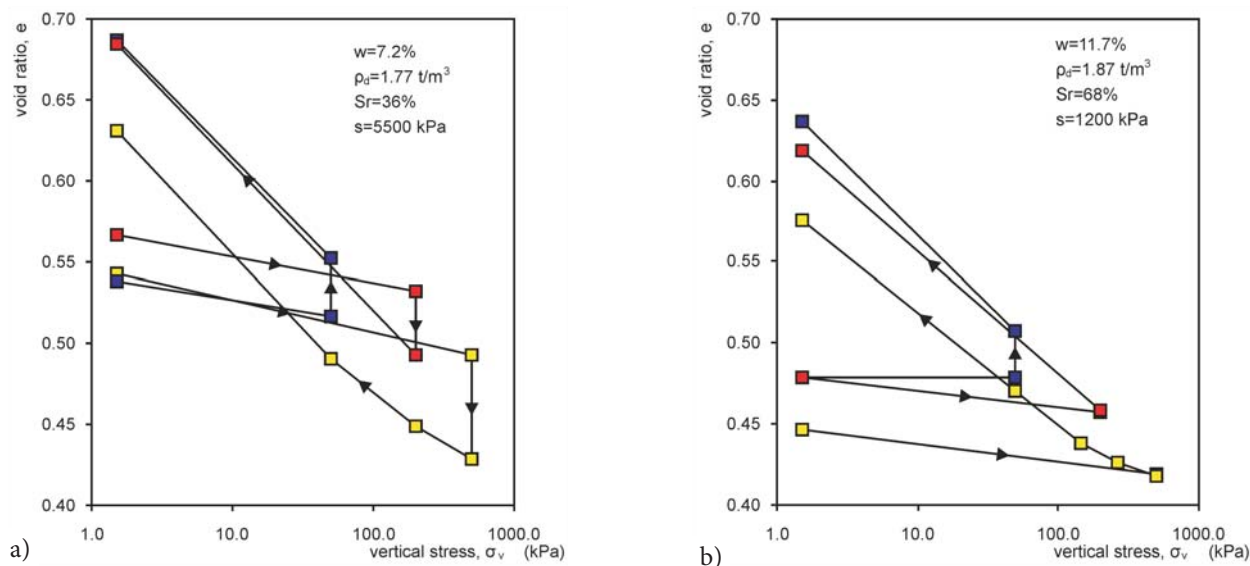 void ratio, e
0.70
0.65
0.60
0.55
0.50
0.45
0.40
w=7.2%
ρd=1.77 t/m³
Sr=36%
s=5500 kPa
1.0
10.0
100.0
1000.0
vertical stress, σv (kPa)
a)
void ratio, e
0.70
0.65
0.60
0.55
0.50
0.45
0.40
w=11.7%
ρd=1.87 t/m³
Sr=68%
s=1200 kPa
1.0
10.0
100.0
1000.0
vertical stress, σv (kPa)
b)